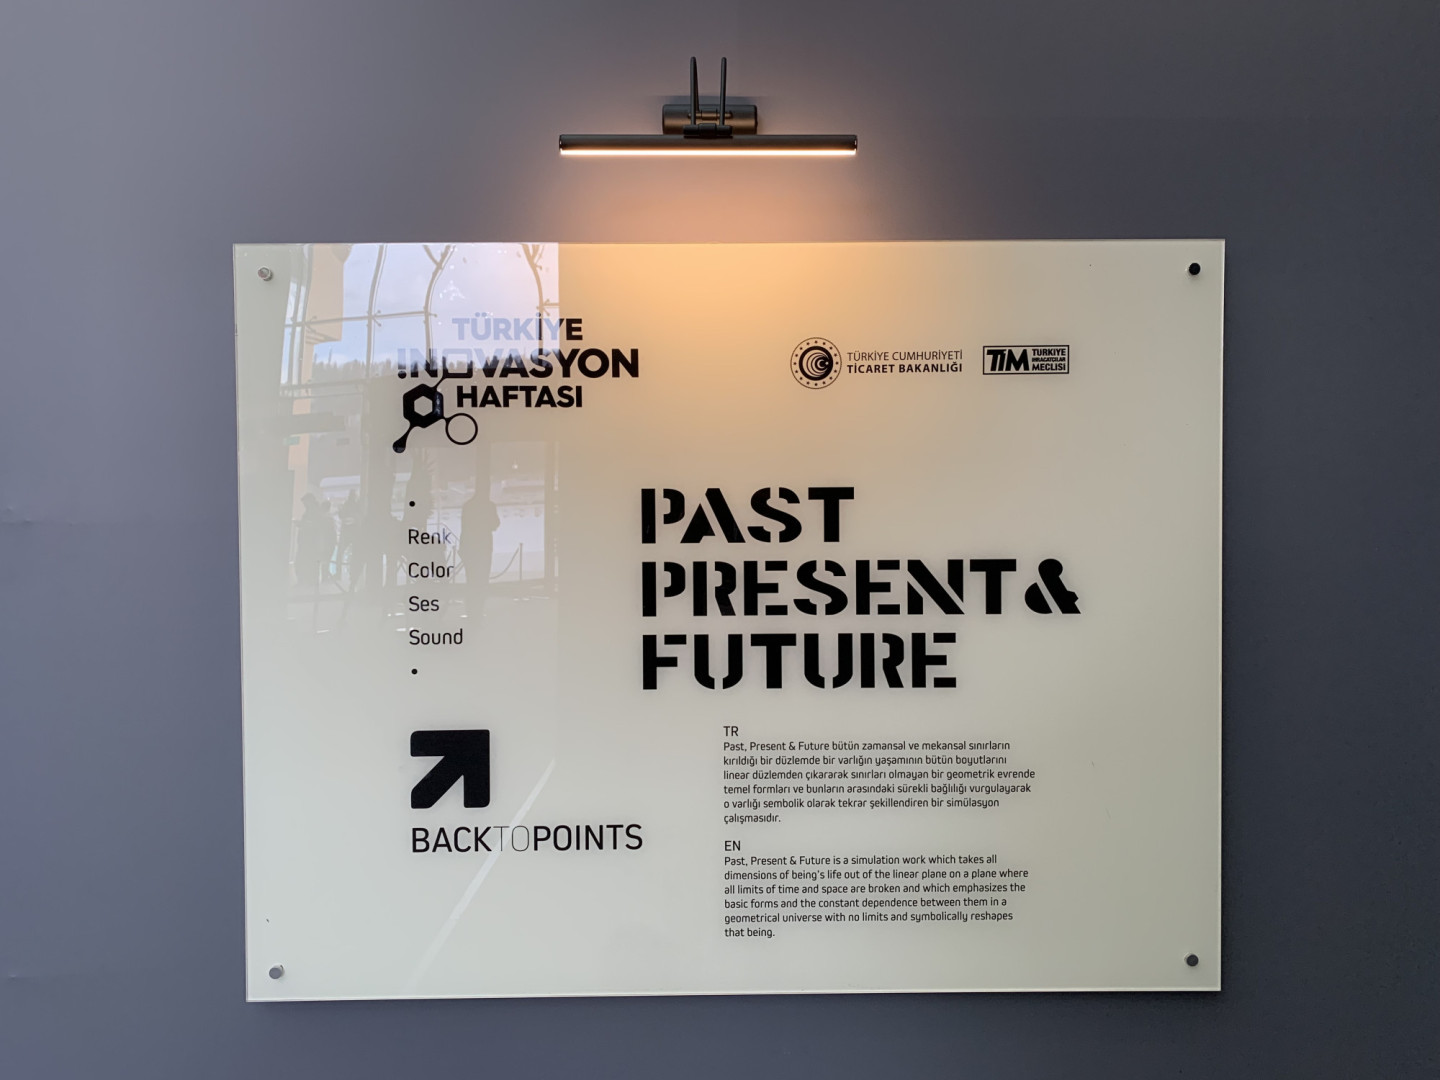 TÜRKİYE
İNOVASYON
HAFTASI
TÜRKİYE CUMHURİYETİ
TİCARET BAKANLIĞI
TİM
TÜRKİYE
İHRACATÇILAR
MECLİSİ
•
Renk
Color
Ses
Sound
•
PAST
PRESENT &
FUTURE
BACKTOPOINTS
TR
Past, Present & Future bütün zamansal ve mekansal sınırların
kırıldığı bir düzlemde bir varlığın yaşamının bütün boyutlarını
linear düzlemden çıkararak sınırları olmayan bir geometrik evrende
temel formları ve bunların arasındaki sürekli bağlılığı vurgulayarak
o varlığı sembolik olarak tekrar şekillendiren bir simülasyon
çalışmasıdır.
EN
Past, Present & Future is a simulation work which takes all
dimensions of being's life out of the linear plane on a plane where
all limits of time and space are broken and which emphasizes the
basic forms and the constant dependence between them in a
geometrical universe with no limits and symbolically reshapes
that being.